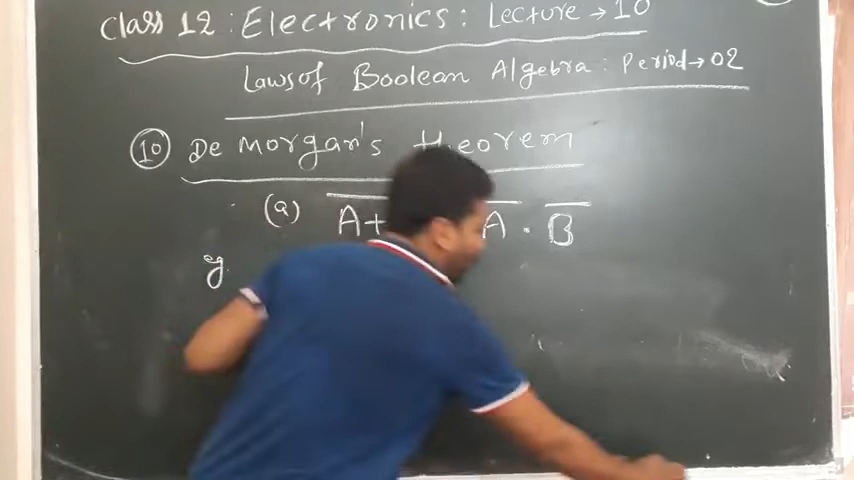 Class 12 : Electronics : Lecture → 10
Laws of Boolean Algebra : Period → 02
⑩ De morgan's theorem
(a) A̅+ A̅ . B̅
y